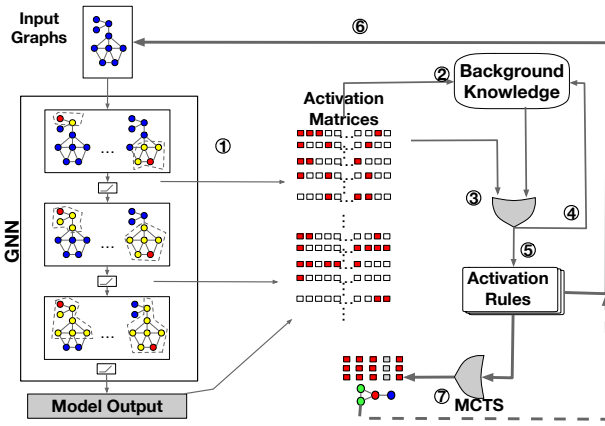 Input
Graphs
⑥
②
Background
Knowledge
Activation
Matrices
①
...
③
④
GNN
...
⑤
Activation
Rules
...
⑦
MCTS
Model Output